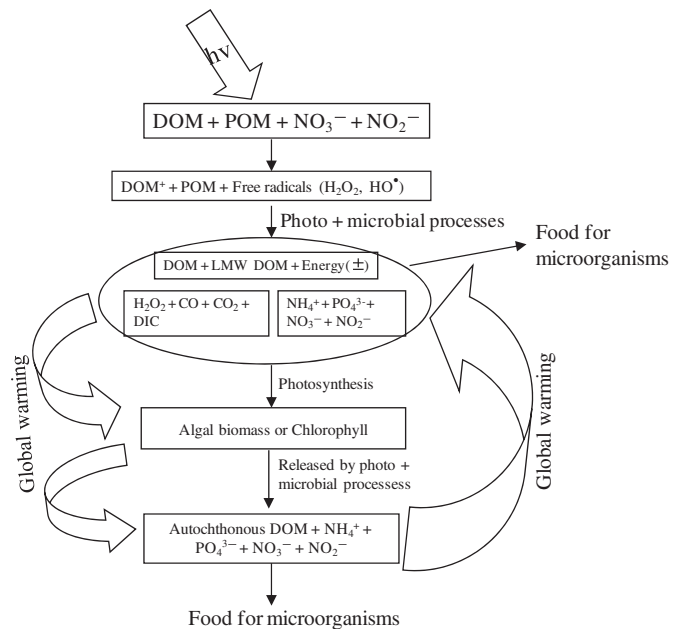 hν
DOM + POM + NO₃⁻ + NO₂⁻
DOM⁺ + POM + Free radicals (H₂O₂, HO•)
Photo + microbial processes
Food for
microorganisms
DOM + LMW DOM + Energy(±)
H₂O₂ + CO + CO₂ +
DIC
NH₄⁺ + PO₄³⁻ +
NO₃⁻ + NO₂⁻
Global warming
Photosynthesis
Global warming
Algal biomass or Chlorophyll
Released by photo +
microbial processess
Autochthonous DOM + NH₄⁺ +
PO₄³⁻ + NO₃⁻ + NO₂⁻
Food for microorganisms